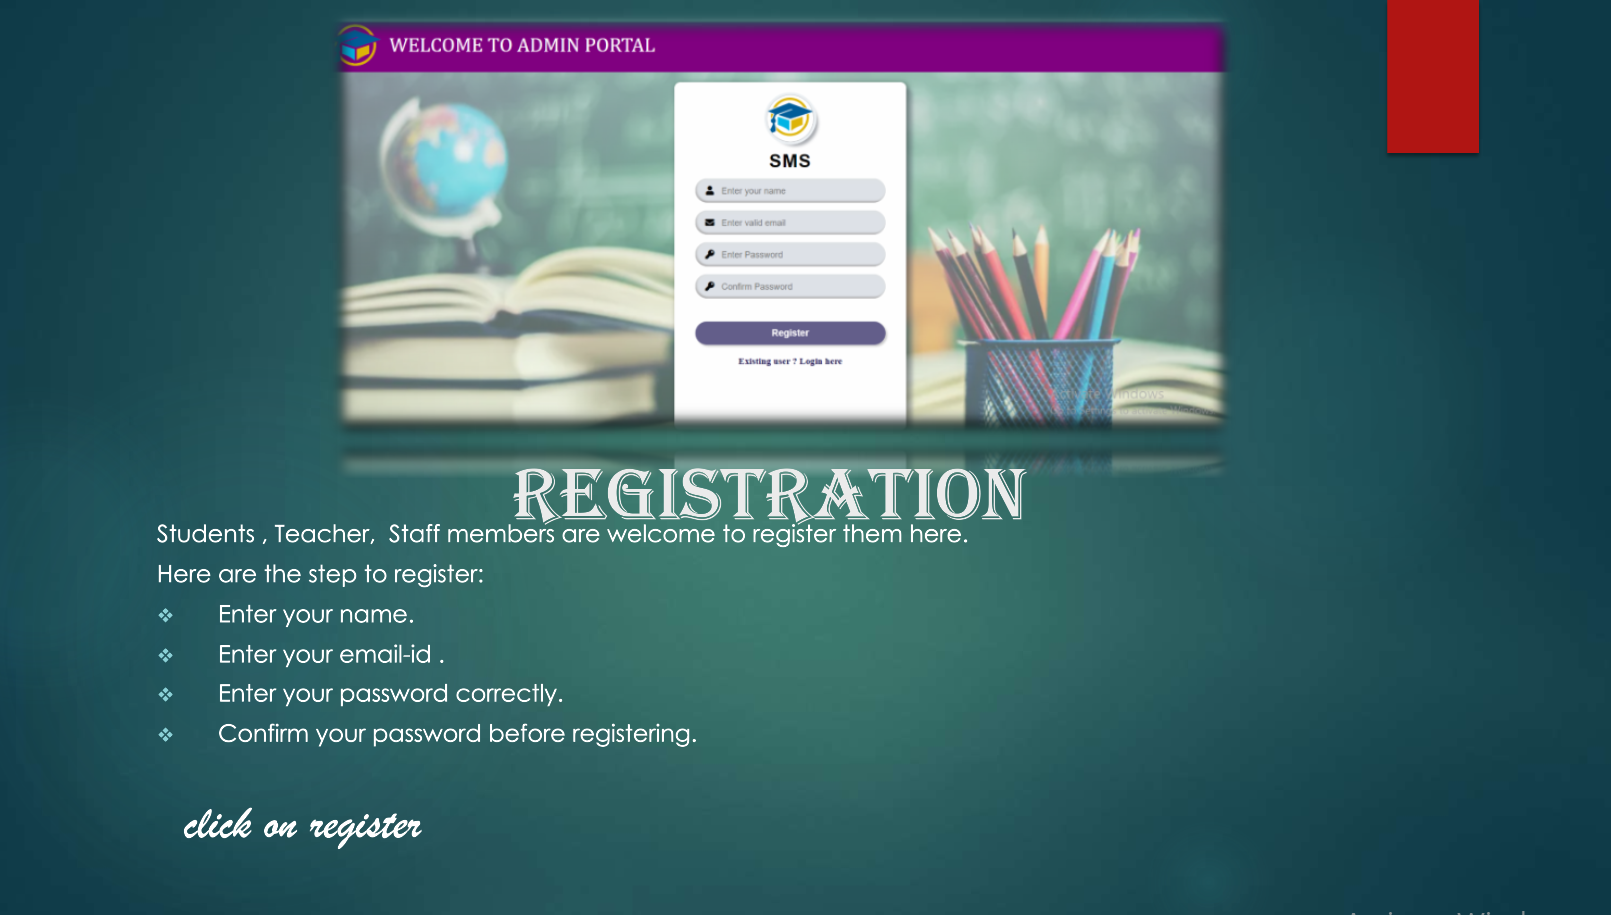 WELCOME TO ADMIN PORTAL
SMS
Enter your name
Enter valid email
Enter Password
Confirm Password
Register
Existing user ? Login here
REGISTRATION
Students , Teacher,  Staff members are welcome to register them here.
Here are the step to register:
❖ Enter your name.
❖ Enter your email-id .
❖ Enter your password correctly.
❖ Confirm your password before registering.
click on register